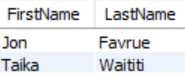 FirstName LastName
Jon Favrue
Taika Waititi